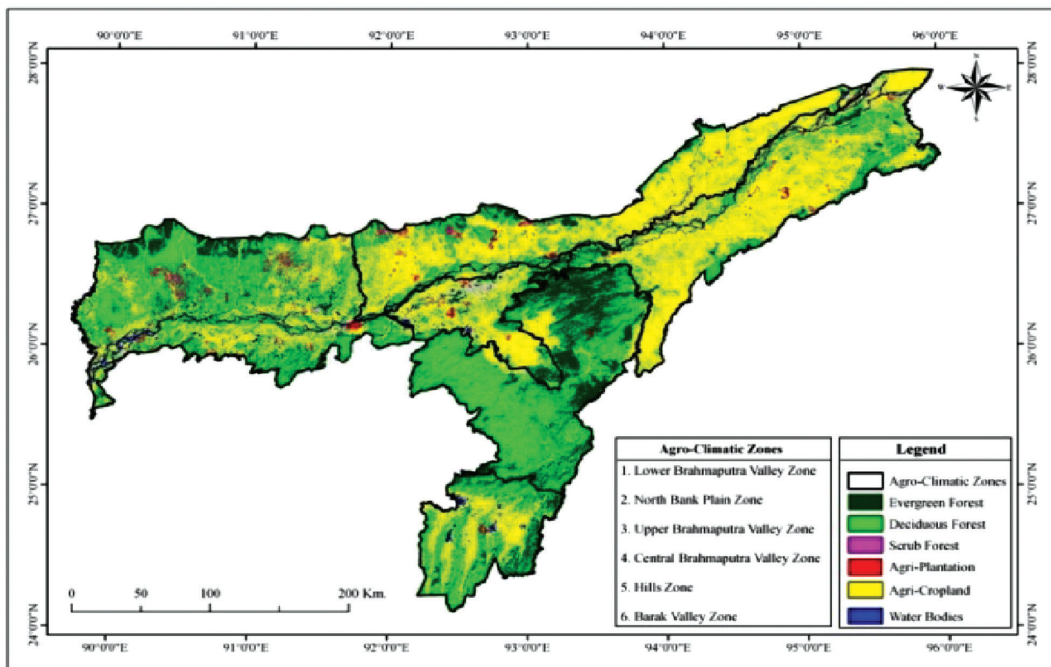 90°0'0"E 91°0'0"E 92°0'0"E 93°0'0"E 94°0'0"E 95°0'0"E 96°0'0"E
28°0'0"N 28°0'0"N
N
W E
S
27°0'0"N 27°0'0"N
3
2
1
4
26°0'0"N 26°0'0"N
Agro-Climatic Zones
1. Lower Brahmaputra Valley Zone
2. North Bank Plain Zone
3. Upper Brahmaputra Valley Zone
4. Central Brahmaputra Valley Zone
5. Hills Zone
6. Barak Valley Zone
Legend
Agro-Climatic Zones
Evergreen Forest
Deciduous Forest
Scrub Forest
Agri-Plantation
Agri-Cropland
Water Bodies
25°0'0"N 25°0'0"N
0 50 100 200 Km.
24°0'0"N 24°0'0"N
90°0'0"E 91°0'0"E 92°0'0"E 93°0'0"E 94°0'0"E 95°0'0"E 96°0'0"E